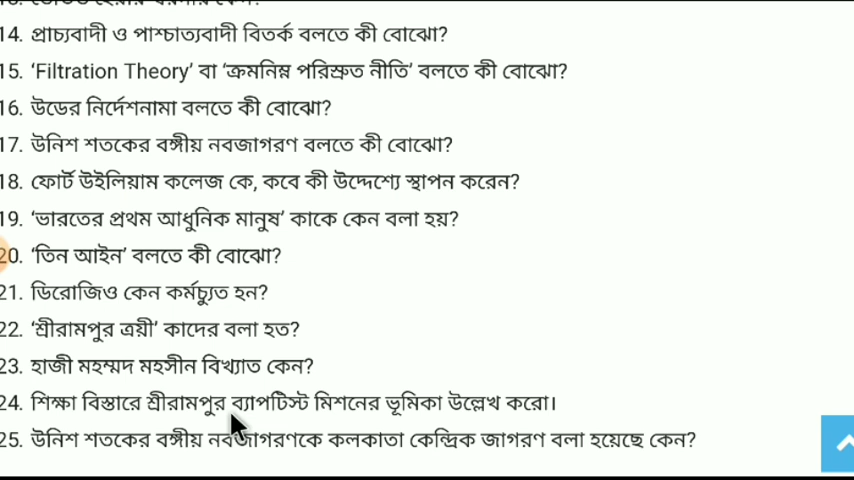 14. প্রাচ্যবাদী ও পাশ্চাত্যবাদী বিতর্ক বলতে কী বোঝো?
15. ‘Filtration Theory’ বা ‘ক্রমনিম্ন পরিস্রুত নীতি’ বলতে কী বোঝো?
16. উডের নির্দেশনামা বলতে কী বোঝো?
17. উনিশ শতকের বঙ্গীয় নবজাগরণ বলতে কী বোঝো?
18. ফোর্ট উইলিয়াম কলেজ কে, কবে কী উদ্দেশ্যে স্থাপন করেন?
19. ‘ভারতের প্রথম আধুনিক মানুষ’ কাকে কেন বলা হয়?
20. ‘তিন আইন’ বলতে কী বোঝো?
21. ডিরোজিও কেন কর্মচ্যুত হন?
22. ‘শ্রীরামপুর ত্রয়ী’ কাদের বলা হত?
23. হাজী মহম্মদ মহসীন বিখ্যাত কেন?
24. শিক্ষা বিস্তারে শ্রীরামপুর ব্যাপটিস্ট মিশনের ভূমিকা উল্লেখ করো।
25. উনিশ শতকের বঙ্গীয় নবজাগরণকে কলকাতা কেন্দ্রিক জাগরণ বলা হয়েছে কেন?